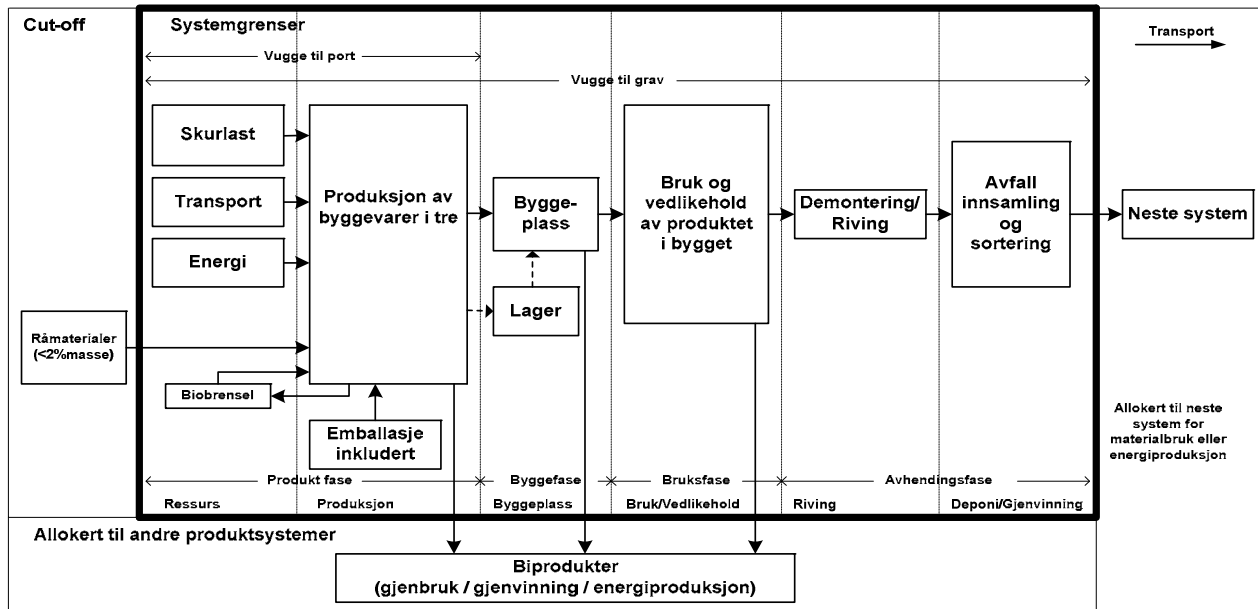 Cut-off
Systemgrenser
Transport
Vugge til port
Vugge til grav
Skurlast
Transport
Energi
Råmaterialer
(<2%masse)
Biobrensel
Produksjon av
byggevarer i tre
Emballasje
inkludert
Bygge-
plass
Lager
Bruk og
vedlikehold
av produktet
i bygget
Demontering/
Riving
Avfall
innsamling
og
sortering
Neste system
Allokert til neste
system for
materialbruk eller
energiproduksjon
Produkt fase
Byggefase
Bruksfase
Avhendingsfase
Ressurs
Produksjon
Byggeplass
Bruk/Vedlikehold
Riving
Deponi/Gjenvinning
Allokert til andre produktsystemer
Biprodukter
(gjenbruk / gjenvinning / energiproduksjon)